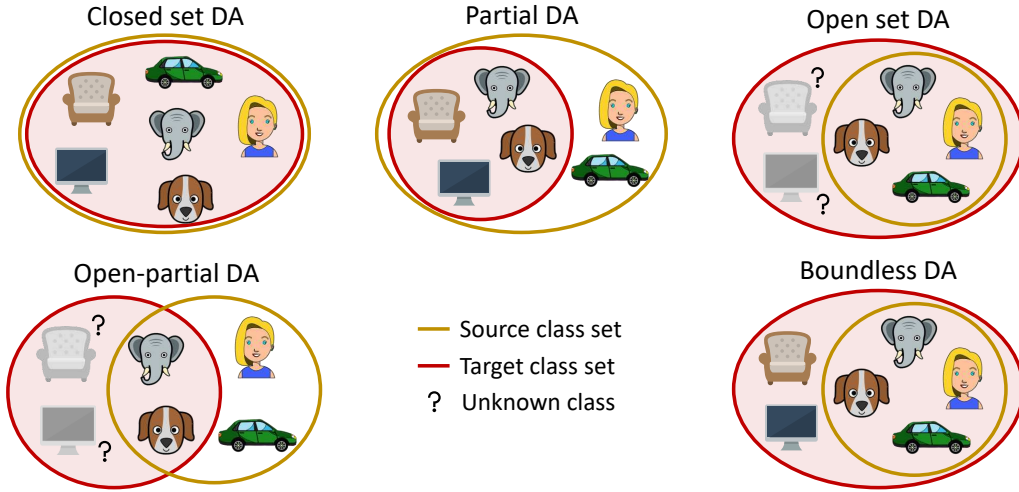 Closed set DA
Partial DA
Open set DA
?
?
Open-partial DA
Boundless DA
?
?
Source class set
Target class set
? Unknown class